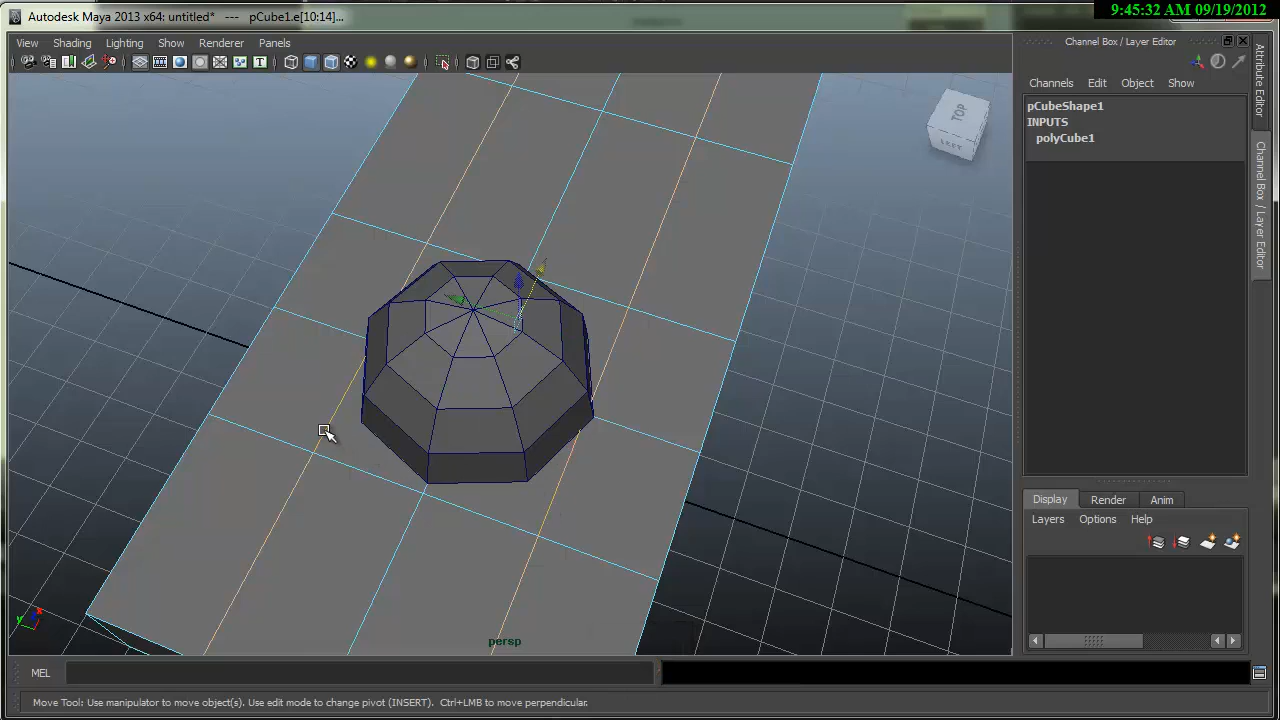 9:45:32 AM 09/19/2012
Autodesk Maya 2013 x64: untitled* --- pCube1.e[10:14]...
View Shading Lighting Show Renderer Panels
TOP
LEFT
persp
Channel Box / Layer Editor
Channels Edit Object Show
pCubeShape1
INPUTS
polyCube1
Display Render Anim
Layers Options Help
Attribute Editor
Channel Box / Layer Editor
MEL
Move Tool: Use manipulator to move object(s). Use edit mode to change pivot (INSERT). Ctrl+LMB to move perpendicular.